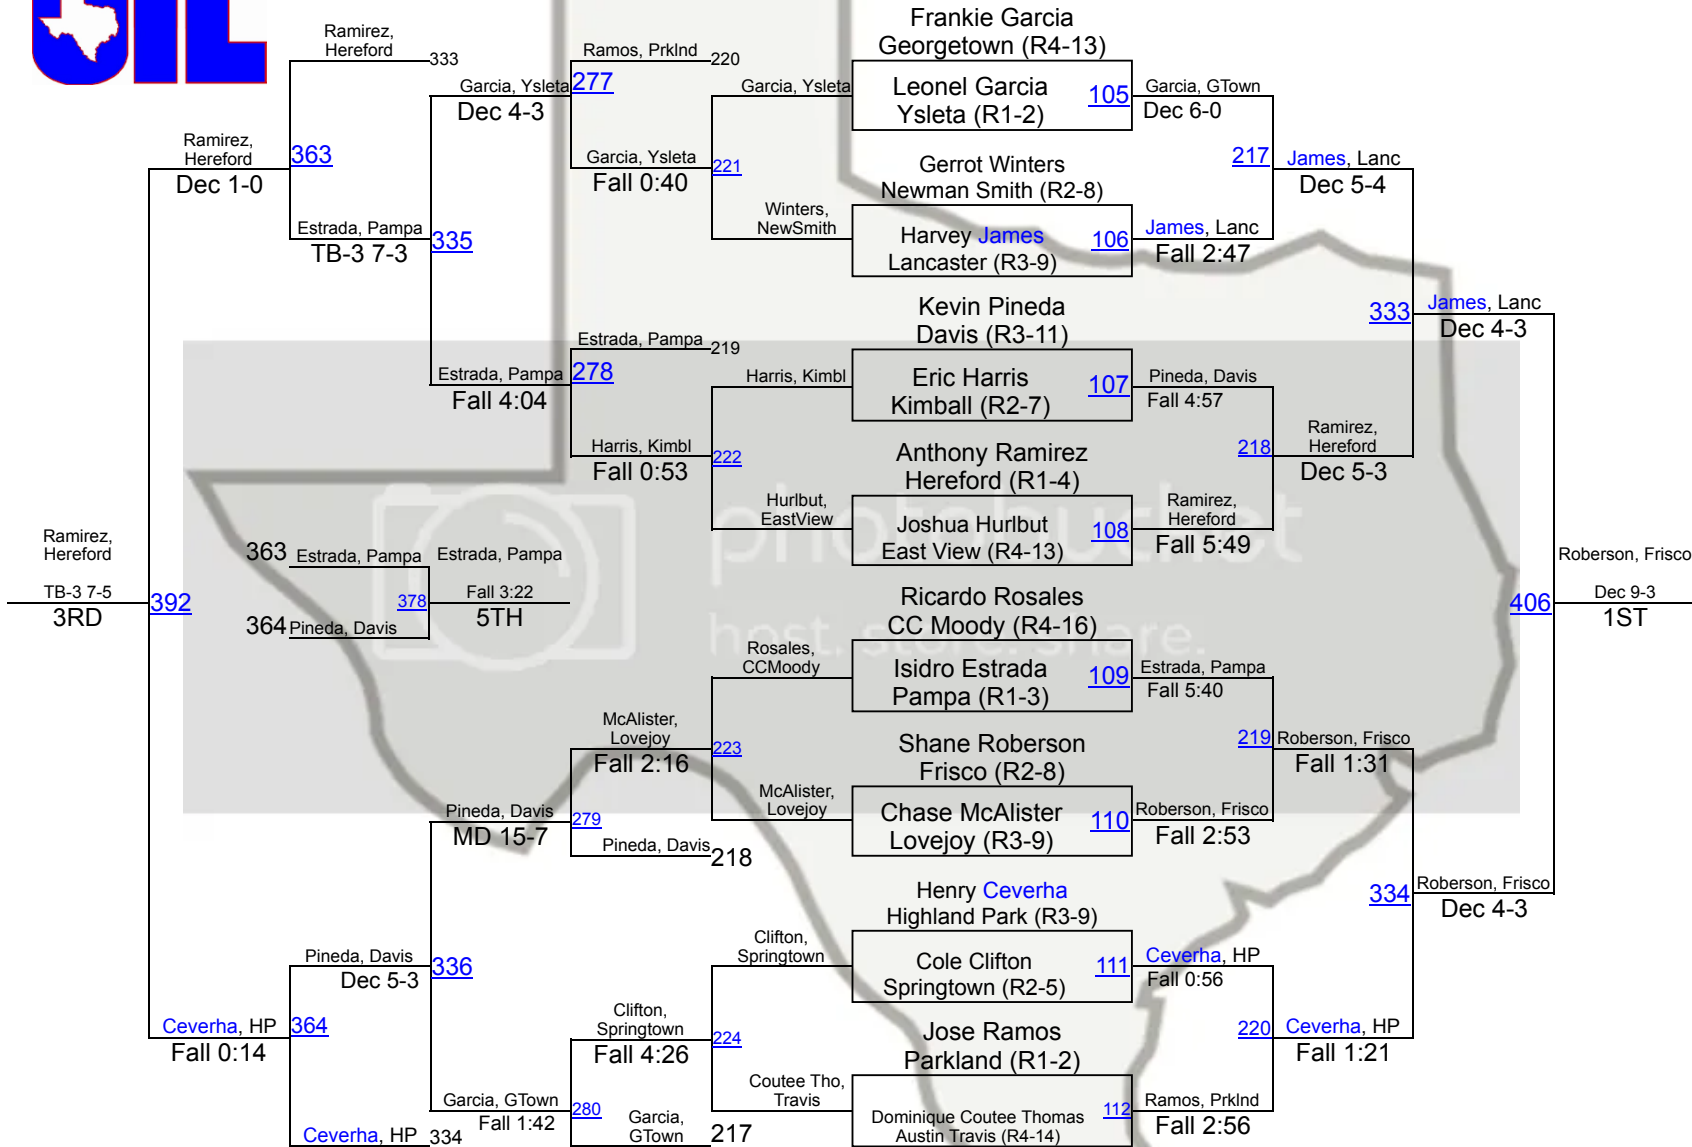 UIL
Ramirez,
Hereford
333
Ramirez,
Hereford
Dec 1-0
363
Estrada, Pampa
TB-3 7-3
335
Garcia, Ysleta
Dec 4-3
277
Ramos, Prklnd
220
Garcia, Ysleta
Fall 0:40
221
Garcia, Ysleta
Winters,
NewSmith
Estrada, Pampa
Fall 4:04
278
Estrada, Pampa
219
Harris, Kimbl
Fall 0:53
222
Harris, Kimbl
Hurlbut,
EastView
Ramirez,
Hereford
TB-3 7-5
3RD
392
363
Estrada, Pampa
364
Pineda, Davis
378
Estrada, Pampa
Fall 3:22
5TH
Rosales,
CCMoody
McAlister,
Lovejoy
Fall 2:16
223
McAlister,
Lovejoy
Pineda, Davis
MD 15-7
279
Pineda, Davis
218
Pineda, Davis
Dec 5-3
336
Ceverha, HP
Fall 0:14
364
Ceverha, HP
334
Clifton,
Springtown
Clifton,
Springtown
Fall 4:26
224
Coutee Tho,
Travis
Garcia, GTown
Fall 1:42
280
Garcia,
GTown
217
Frankie Garcia
Georgetown (R4-13)
Leonel Garcia
Ysleta (R1-2)
105
Garcia, GTown
Dec 6-0
Gerrot Winters
Newman Smith (R2-8)
Harvey James
Lancaster (R3-9)
106
James, Lanc
Fall 2:47
217
James, Lanc
Dec 5-4
Kevin Pineda
Davis (R3-11)
Eric Harris
Kimball (R2-7)
107
Pineda, Davis
Fall 4:57
Anthony Ramirez
Hereford (R1-4)
Joshua Hurlbut
East View (R4-13)
108
Ramirez,
Hereford
Fall 5:49
218
Ramirez,
Hereford
Dec 5-3
333
James, Lanc
Dec 4-3
Ricardo Rosales
CC Moody (R4-16)
Isidro Estrada
Pampa (R1-3)
109
Estrada, Pampa
Fall 5:40
Shane Roberson
Frisco (R2-8)
Chase McAlister
Lovejoy (R3-9)
110
Roberson, Frisco
Fall 2:53
219
Roberson, Frisco
Fall 1:31
Henry Ceverha
Highland Park (R3-9)
Cole Clifton
Springtown (R2-5)
111
Ceverha, HP
Fall 0:56
Jose Ramos
Parkland (R1-2)
Dominique Coutee Thomas
Austin Travis (R4-14)
112
Ramos, Prklnd
Fall 2:56
220
Ceverha, HP
Fall 1:21
334
Roberson, Frisco
Dec 4-3
406
Roberson, Frisco
Dec 9-3
1ST
photobucket
host. store. share.